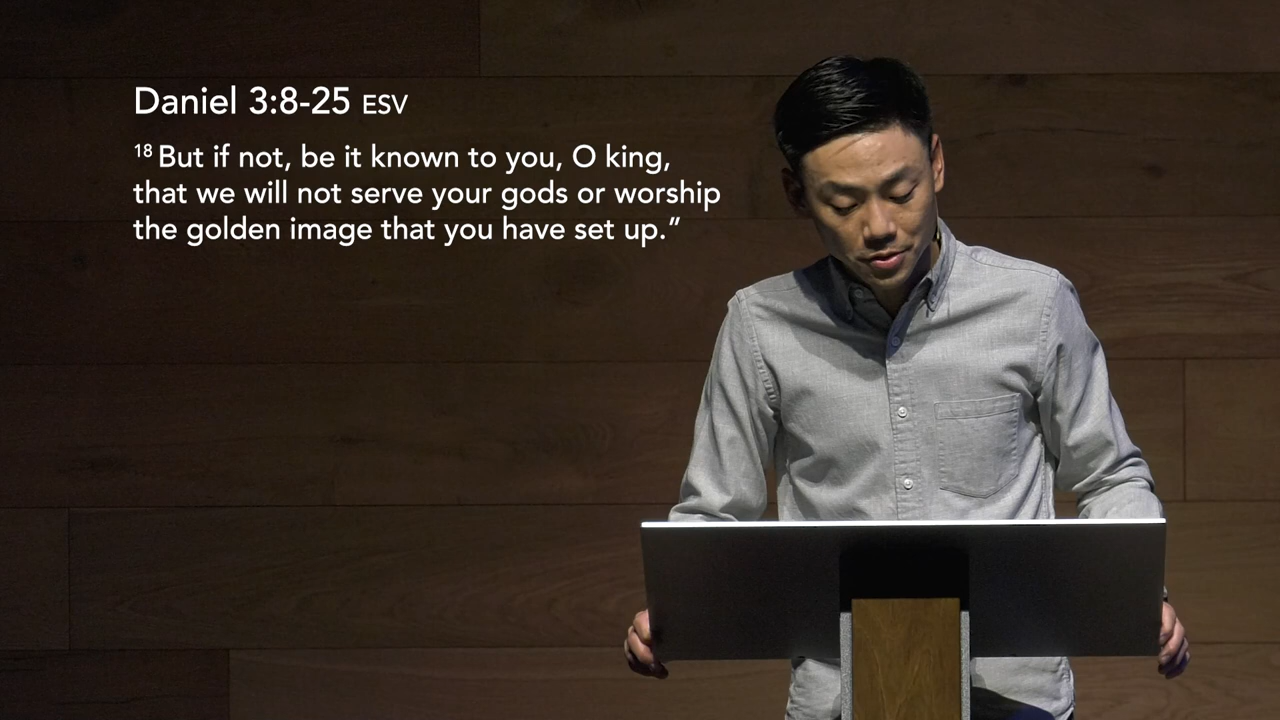 Daniel 3:8-25 ESV
18 But if not, be it known to you, O king,
that we will not serve your gods or worship
the golden image that you have set up.”